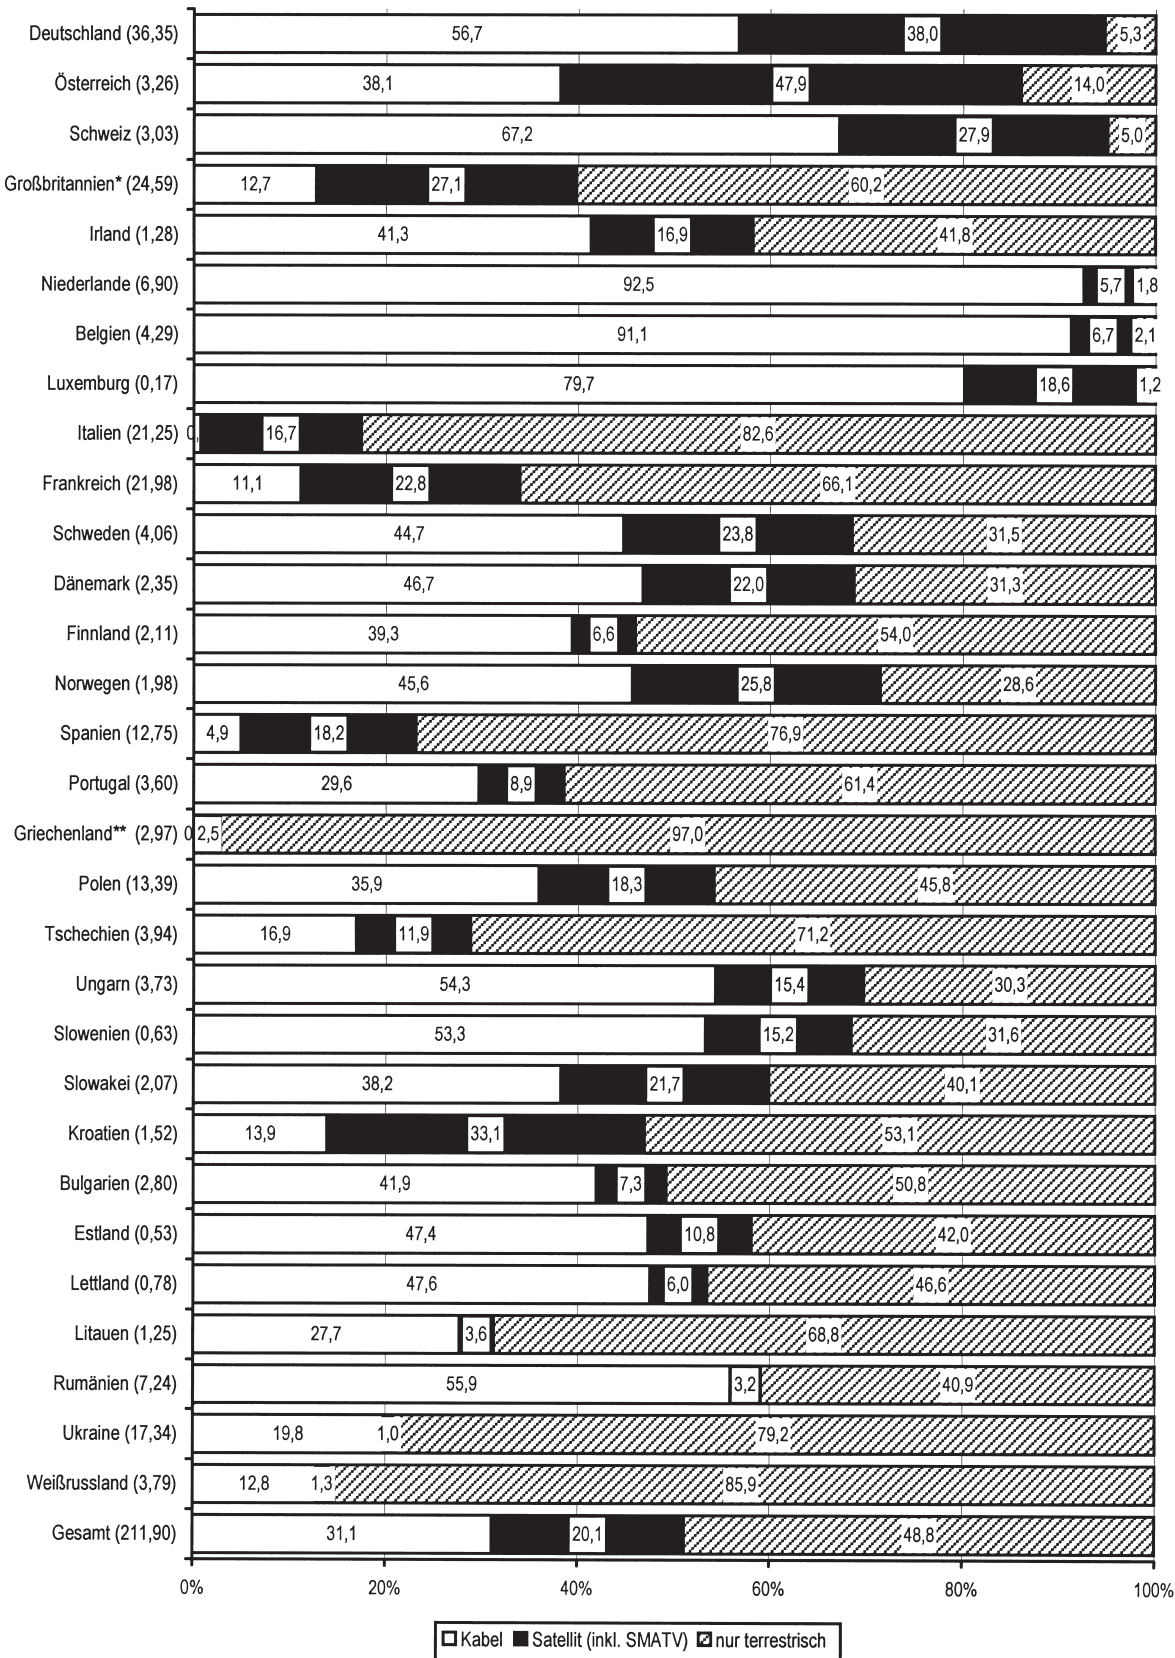 Deutschland (36,35) 56,7 38,0 5,3
Österreich (3,26) 38,1 47,9 14,0
Schweiz (3,03) 67,2 27,9 5,0
Großbritannien* (24,59) 12,7 27,1 60,2
Irland (1,28) 41,3 16,9 41,8
Niederlande (6,90) 92,5 5,7 1,8
Belgien (4,29) 91,1 6,7 2,1
Luxemburg (0,17) 79,7 18,6 1,2
Italien (21,25) 0, 16,7 82,6
Frankreich (21,98) 11,1 22,8 66,1
Schweden (4,06) 44,7 23,8 31,5
Dänemark (2,35) 46,7 22,0 31,3
Finnland (2,11) 39,3 6,6 54,0
Norwegen (1,98) 45,6 25,8 28,6
Spanien (12,75) 4,9 18,2 76,9
Portugal (3,60) 29,6 8,9 61,4
Griechenland** (2,97) 0 2,5 97,0
Polen (13,39) 35,9 18,3 45,8
Tschechien (3,94) 16,9 11,9 71,2
Ungarn (3,73) 54,3 15,4 30,3
Slowenien (0,63) 53,3 15,2 31,6
Slowakei (2,07) 38,2 21,7 40,1
Kroatien (1,52) 13,9 33,1 53,1
Bulgarien (2,80) 41,9 7,3 50,8
Estland (0,53) 47,4 10,8 42,0
Lettland (0,78) 47,6 6,0 46,6
Litauen (1,25) 27,7 3,6 68,8
Rumänien (7,24) 55,9 3,2 40,9
Ukraine (17,34) 19,8 1,0 79,2
Weißrussland (3,79) 12,8 1,3 85,9
Gesamt (211,90) 31,1 20,1 48,8
0% 20% 40% 60% 80% 100%
Kabel Satellit (inkl. SMATV) nur terrestrisch